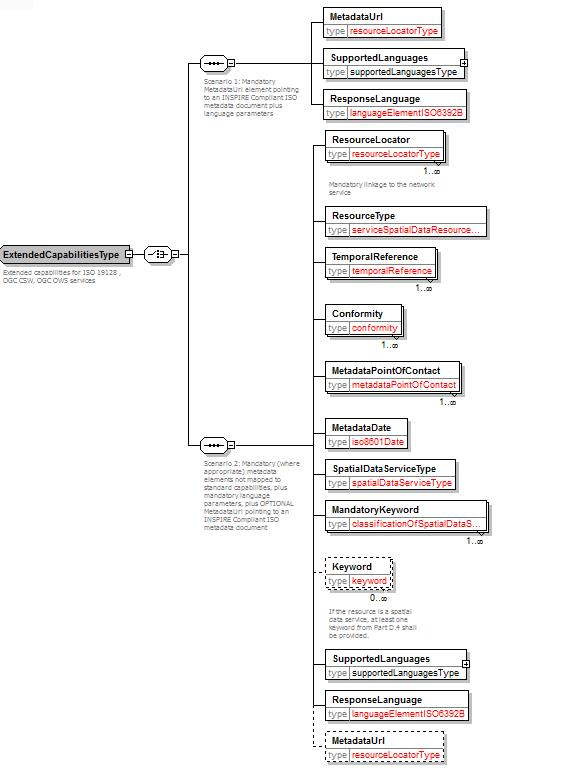 MetadataUrl
type resourceLocatorType
SupportedLanguages
type supportedLanguagesType
Scenario 1: Mandatory
MetadataUrl element pointing
to an INSPIRE Compliant ISO
metadata document plus
language parameters
ResponseLanguage
type languageElementISO6392B
ResourceLocator
type resourceLocatorType
1..∞
Mandatory linkage to the network
service
ResourceType
type serviceSpatialDataResource...
ExtendedCapabilitiesType
Extended capabilities for ISO 19128 ,
OGC CSW, OGC OWS services
TemporalReference
type temporalReference
1..∞
Conformity
type conformity
1..∞
MetadataPointOfContact
type metadataPointOfContact
1..∞
MetadataDate
type iso8601Date
Scenario 2: Mandatory (where
appropriate) metadata
elements not mapped to
standard capabilities, plus
mandatory language
parameters, plus OPTIONAL
MetadataUrl pointing to an
INSPIRE Compliant ISO
metadata document
SpatialDataServiceType
type spatialDataServiceType
MandatoryKeyword
type classificationOfSpatialDataS...
1..∞
Keyword
type keyword
0..∞
If the resource is a spatial
data service, at least one
keyword from Part D.4 shall
be provided.
SupportedLanguages
type supportedLanguagesType
ResponseLanguage
type languageElementISO6392B
MetadataUrl
type resourceLocatorType